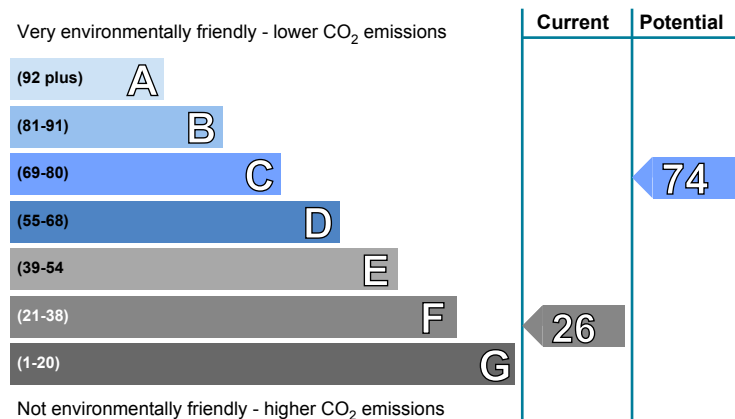 Current Potential
Very environmentally friendly - lower CO2 emissions
(92 plus) A
(81-91) B
(69-80) C
74
(55-68) D
(39-54 E
(21-38) F
26
(1-20) G
Not environmentally friendly - higher CO2 emissions